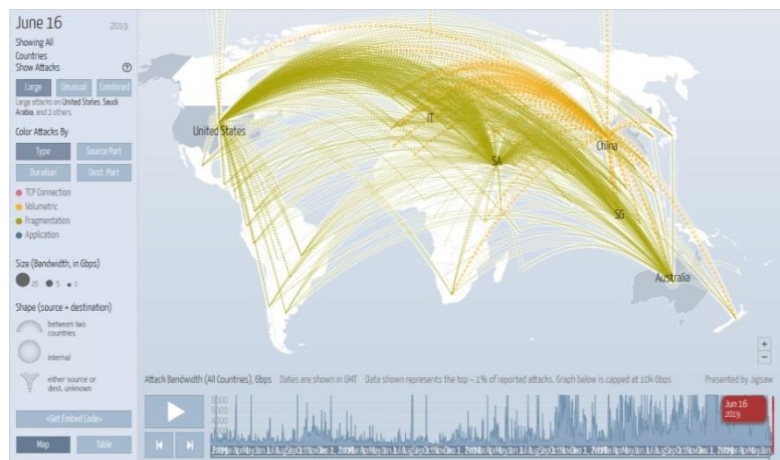 June 16 2019
Showing All
Countries
Show Attacks ?
Large Unusual Combined
Large attacks on United States, Saudi
Arabia, and 2 others
Color Attacks By
Type Source Port
Duration Dest. Port
TCP Connection
Volumetric
Fragmentation
Application
Size (Bandwidth, in Gbps)
25 5 1
Shape (source + destination)
between two
countries
internal
either source or
dest. unknown
<Get Embed Code>
Map Table
United States
IT
SA
China
SG
Australia
+
−
Attack Bandwidth (All Countries), Gbps Dates are shown in GMT Data shown represents the top ~ 1% of reported attacks. Graph below is capped at 10k Gbps Presented by Jigsaw
Jun 16
2019